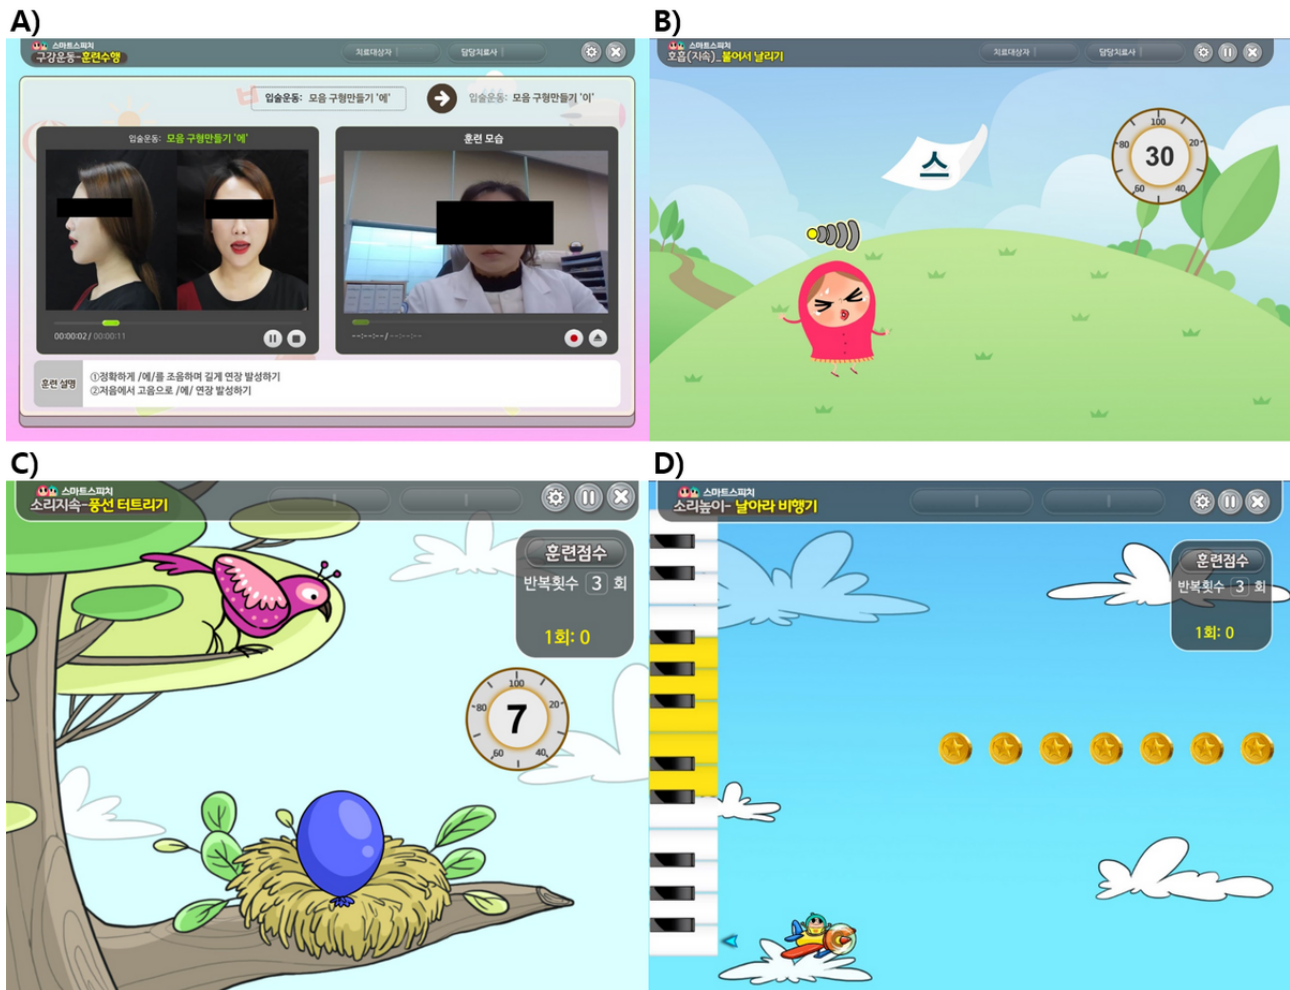 A)
스마트스피치
구강운동-훈련수행
치료대상자
담당치료사
입술운동: 모음 구형만들기 '에'
입술운동: 모음 구형만들기 '이'
입술운동: 모음 구형만들기 '에'
훈련 모습
00:00:02 / 00:00:11
--:--:-- / --:--:--
훈련 설명
①정확하게 /에/를 조음하며 길게 연장 발성하기
②저음에서 고음으로 /에/ 연장 발성하기
B)
스마트스피치
호흡(지속)_불어서 날리기
치료대상자
담당치료사
스
100
80
20
30
60
40
C)
스마트스피치
소리지속-풍선 터트리기
훈련점수
반복횟수 3 회
1회: 0
100
80
20
7
60
40
D)
스마트스피치
소리높이- 날아라 비행기
훈련점수
반복횟수 3 회
1회: 0